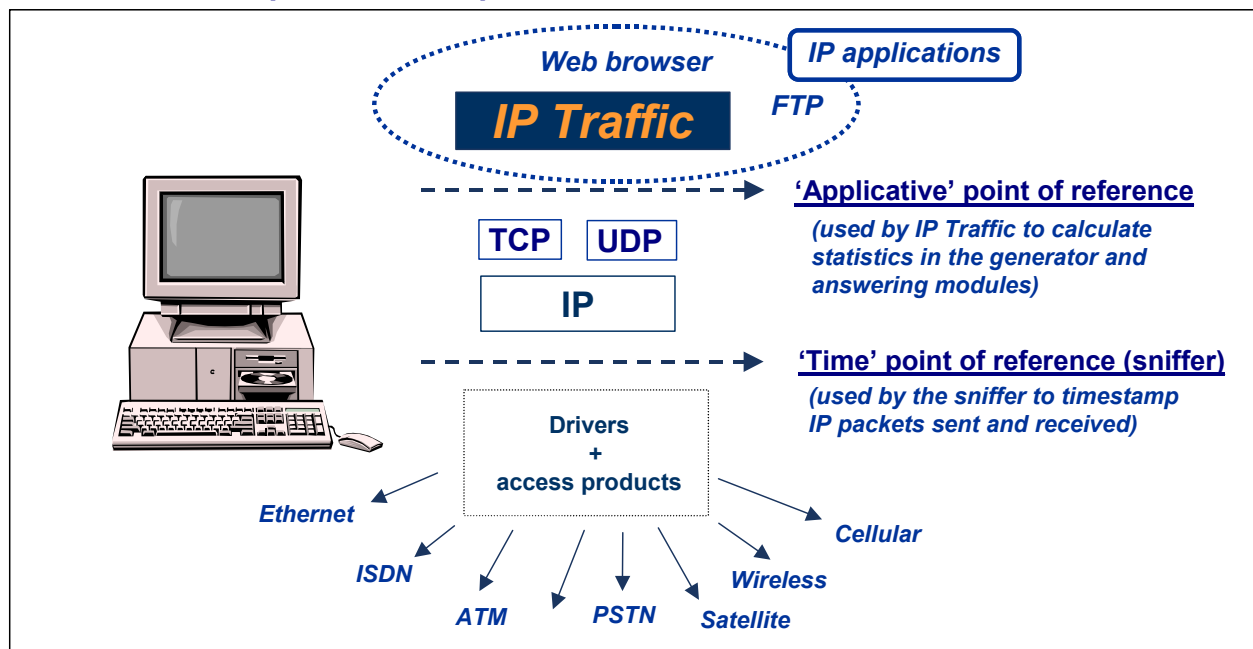 Web browser
IP applications
FTP
IP Traffic
‘Applicative’ point of reference
(used by IP Traffic to calculate
statistics in the generator and
answering modules)
TCP
UDP
IP
‘Time’ point of reference (sniffer)
(used by the sniffer to timestamp
IP packets sent and received)
Drivers
+
access products
Ethernet
ISDN
ATM
PSTN
Satellite
Wireless
Cellular